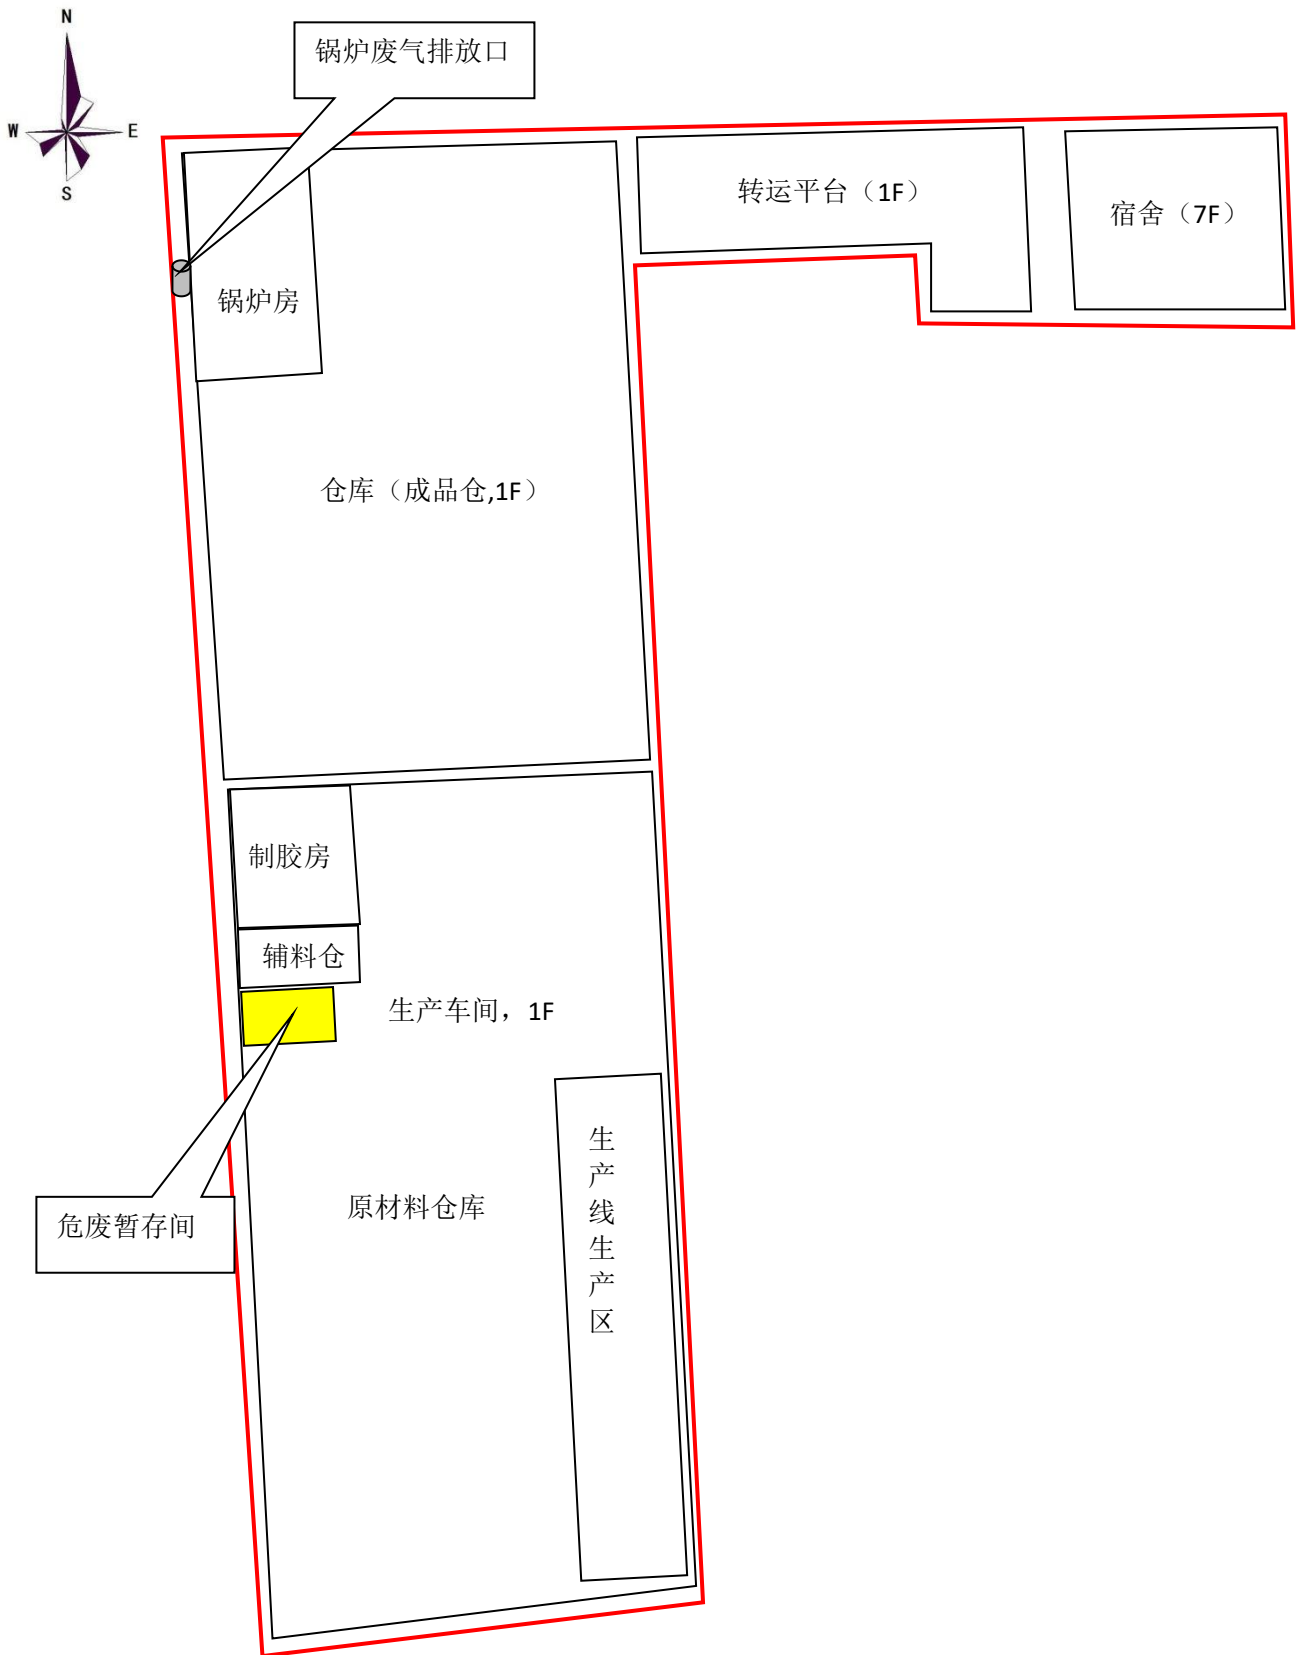 N
锅炉废气排放口
W
E
S
转运平台（1F）
宿舍（7F）
锅炉房
仓库（成品仓,1F）
制胶房
辅料仓
生产车间，1F
生产线生产区
原材料仓库
危废暂存间